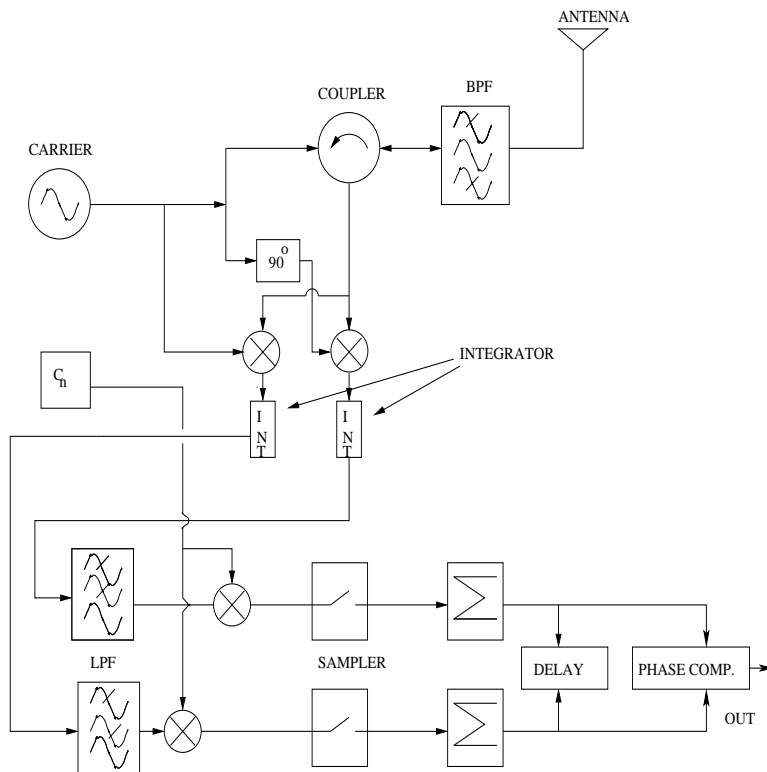 ANTENNA
BPF
COUPLER
CARRIER
90°
INTEGRATOR
Cn
INT
INT
LPF
SAMPLER
DELAY
PHASE COMP.
OUT